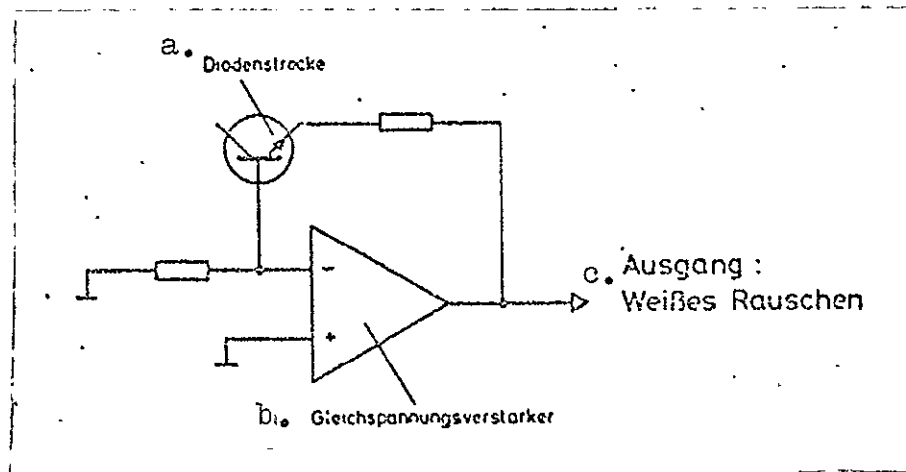 a. Diodenstrecke
-
+
c. Ausgang :
Weißes Rauschen
b. Gleichspannungsverstärker